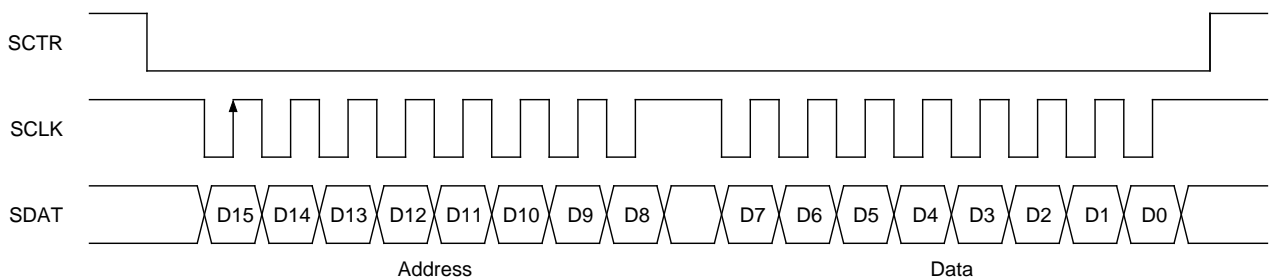 SCTR
SCLK
SDAT D15 D14 D13 D12 D11 D10 D9 D8 D7 D6 D5 D4 D3 D2 D1 D0
Address Data